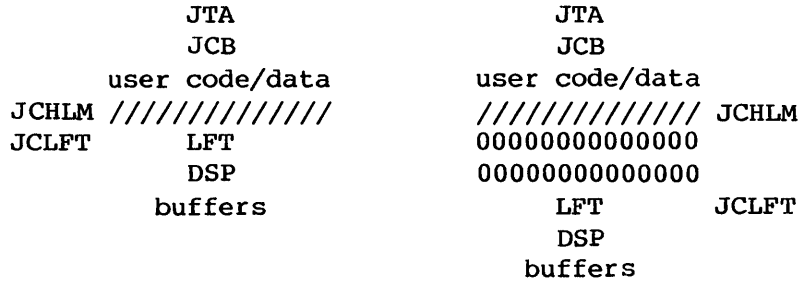 JTA JTA
JCB JCB
user code/data user code/data
JCHLM ////////////// ////////////// JCHLM
JCLFT LFT 00000000000000
DSP 00000000000000
buffers LFT JCLFT
DSP
buffers